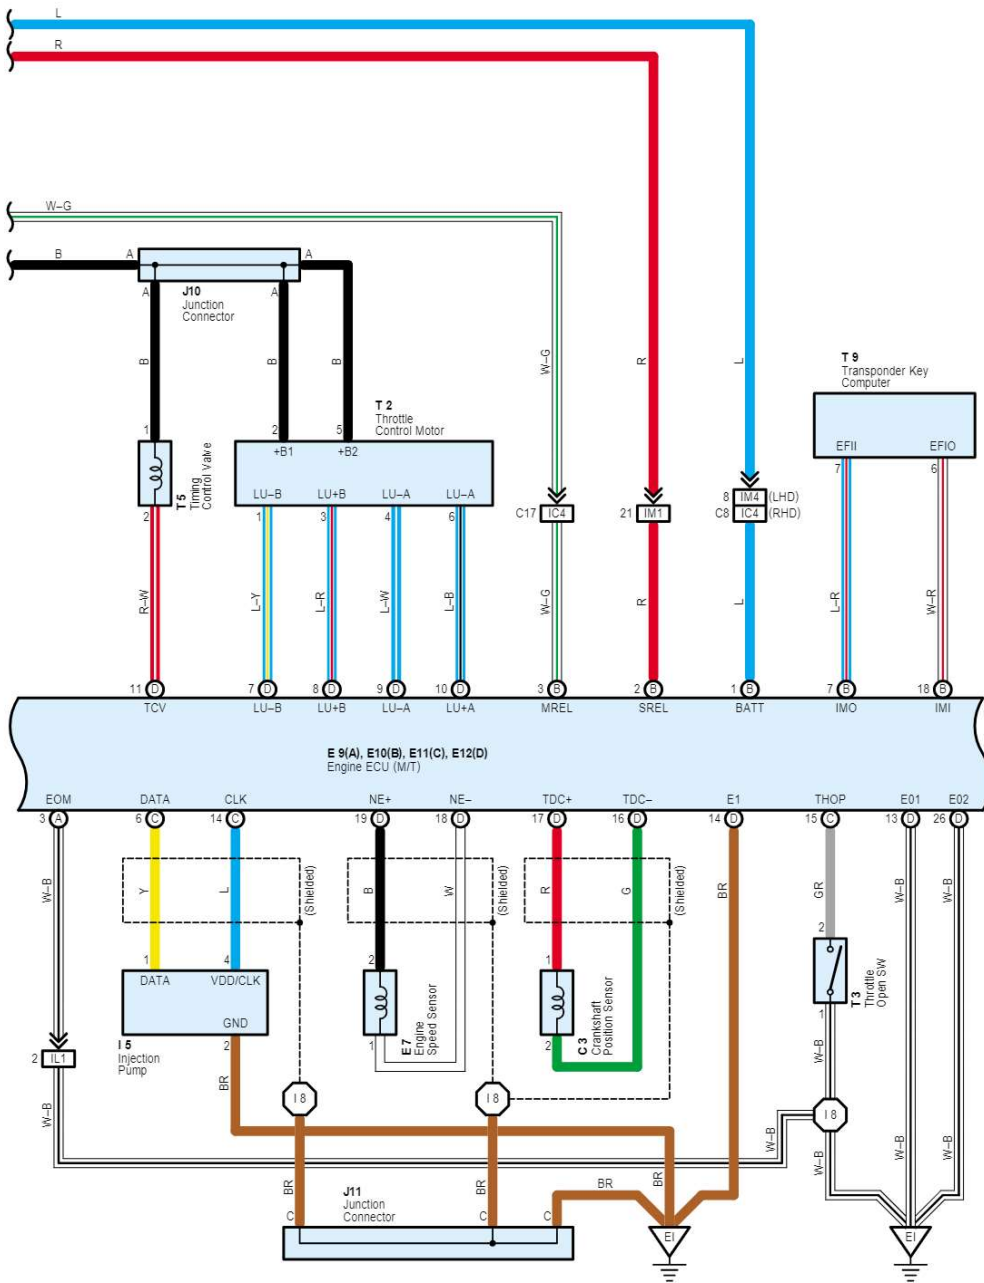 L
R
W–G
B
A
A
A
A
J10
Junction
Connector
B
B
B
W–G
R
L
T 9
Transponder Key
Computer
T 2
Throttle
Control Motor
1
2
5
+B1
+B2
EFII
EFIO
7
6
T 5
Timing
Control Valve
LU–B
LU+B
LU–A
LU–A
2
1
3
4
6
C17
IC4
21
IM1
8
IM4
(LHD)
C8
IC4
(RHD)
R–W
L–Y
L–R
L–W
L–B
W–G
R
L
L–R
W–R
11 D
7 D
8 D
9 D
10 D
3 B
2 B
1 B
7 B
18 B
TCV
LU–B
LU+B
LU–A
LU+A
MREL
SREL
BATT
IMO
IMI
E 9(A), E10(B), E11(C), E12(D)
Engine ECU (M/T)
EOM
DATA
CLK
NE+
NE–
TDC+
TDC–
E1
THOP
E01
E02
3 A
6 C
14 C
19 D
18 D
17 D
16 D
14 D
15 C
13 D
26 D
W–B
Y
L
(Shielded)
B
W
(Shielded)
R
G
(Shielded)
BR
GR
W–B
W–B
1
4
2
1
2
DATA
VDD/CLK
GND
2
1
2
1
I 5
Injection
Pump
E 7
Engine
Speed Sensor
C 3
Crankshaft
Position Sensor
T 3
Throttle
Open SW
2
IL1
W–B
BR
W–B
I 8
I 8
I 8
W–B
W–B
W–B
W–B
BR
BR
BR
BR
J11
Junction
Connector
C
C
C
EI
EI